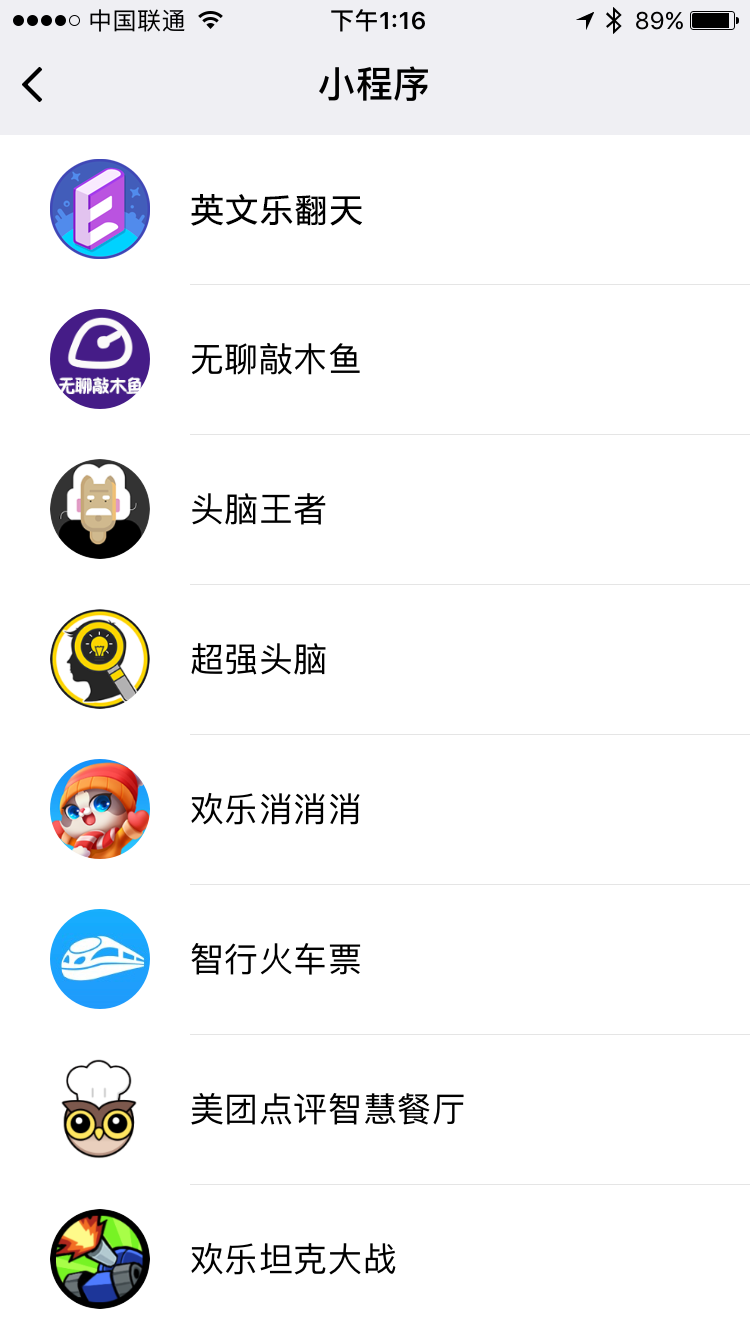 中国联通 下午1:16 89%
小程序
英文乐翻天
无聊敲木鱼
无聊敲木鱼
头脑王者
超强头脑
欢乐消消消
智行火车票
美团点评智慧餐厅
欢乐坦克大战